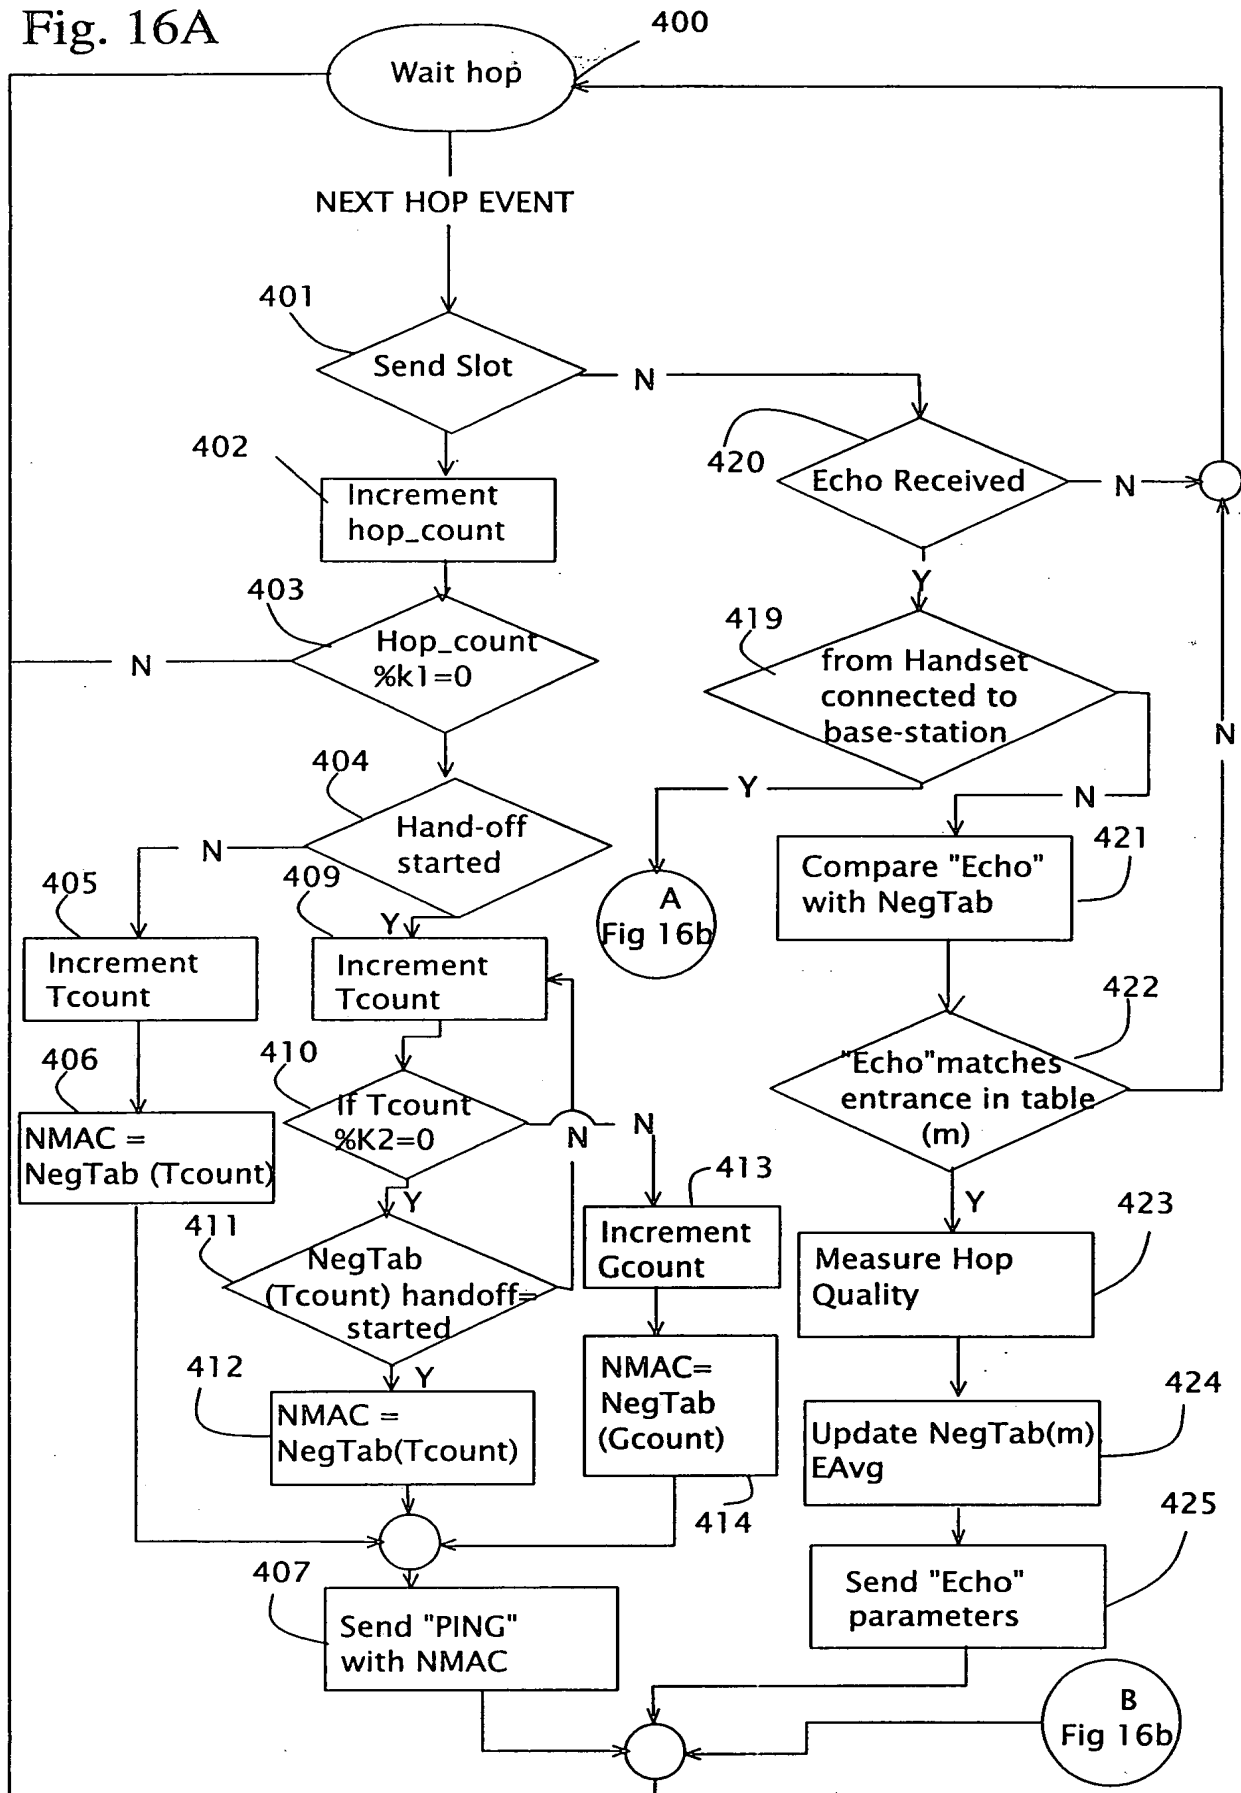 Fig. 16A
400
Wait hop
NEXT HOP EVENT
401
Send Slot
N
402
Increment
hop_count
420
Echo Received
N
Y
403
Hop_count
%k1=0
N
419
from Handset
connected to
base-station
Y
N
N
404
Hand-off
started
N
Y
405
Increment
Tcount
409
Increment
Tcount
A
Fig 16b
Compare "Echo"
with NegTab
421
406
NMAC =
NegTab (Tcount)
410
If Tcount
%K2=0
N
N
Y
422
"Echo"matches
entrance in table
(m)
Y
411
NegTab
(Tcount) handoff=
started
Y
413
Increment
Gcount
423
Measure Hop
Quality
412
NMAC =
NegTab(Tcount)
NMAC=
NegTab
(Gcount)
414
424
Update NegTab(m)
EAvg
425
407
Send "PING"
with NMAC
Send "Echo"
parameters
B
Fig 16b